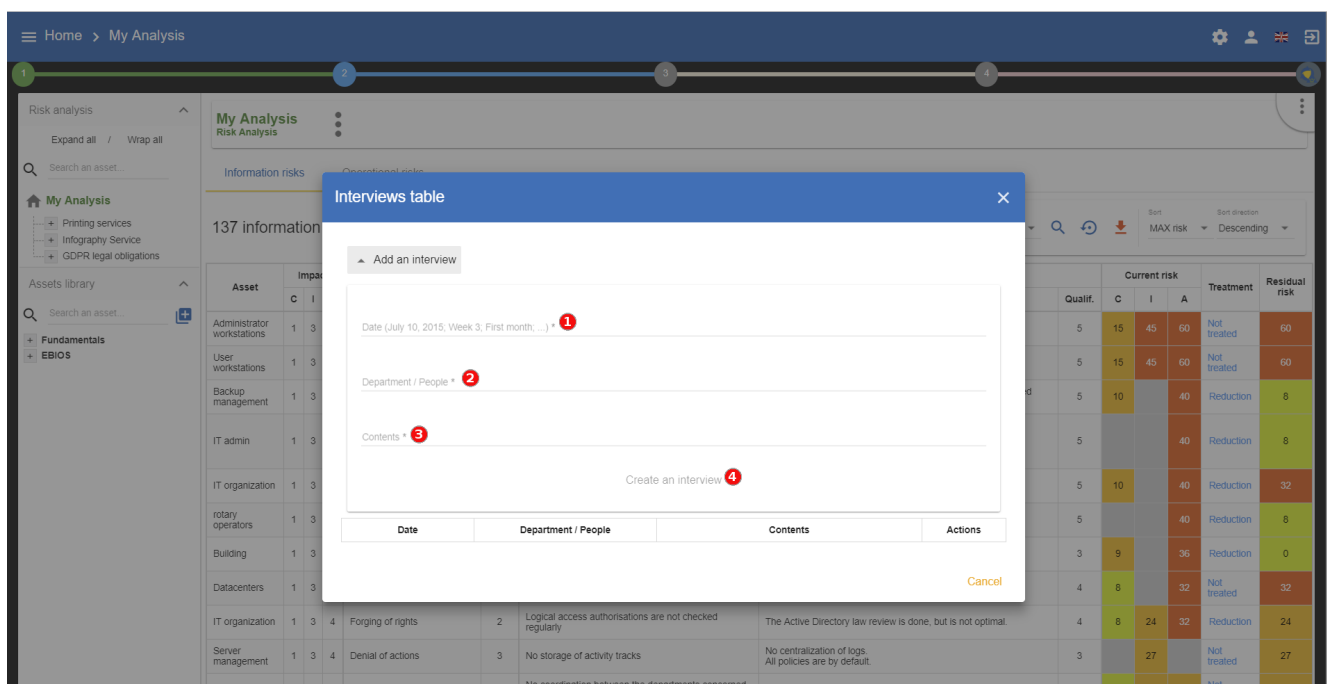 Home > My Analysis
1 2 3 4
Risk analysis
Expand all / Wrap all
Search an asset...
My Analysis
+ Printing services
+ Infography Service
+ GDPR legal obligations
Assets library
Search an asset...
+ Fundamentals
+ EBIOS
My Analysis
Risk Analysis
Information risks
Operational risks
137 information
Sort
MAX risk
Sort direction
Descending
Interviews table
Add an interview
Date (July 10, 2015; Week 3; First month; ...) * 1
Department / People * 2
Contents * 3
Create an interview 4
Date Department / People Contents Actions
Cancel
Asset Impac Current risk Treatment Residual risk
C I Qualif. C I A
Administrator workstations 1 3 5 15 45 60 Not treated 60
User workstations 1 3 5 15 45 60 Not treated 60
Backup management 1 3 5 10 40 Reduction 8
IT admin 1 3 5 40 Reduction 8
IT organization 1 3 5 10 40 Reduction 32
rotary operators 1 3 5 40 Reduction 8
Building 1 3 3 9 36 Reduction 0
Datacenters 1 3 4 8 32 Not treated 32
IT organization 1 3 4 Forging of rights 2 Logical access authorisations are not checked regularly The Active Directory law review is done, but is not optimal. 4 8 24 32 Reduction 24
Server management 1 3 4 Denial of actions 3 No storage of activity tracks No centralization of logs. All policies are by default. 3 27 Not treated 27